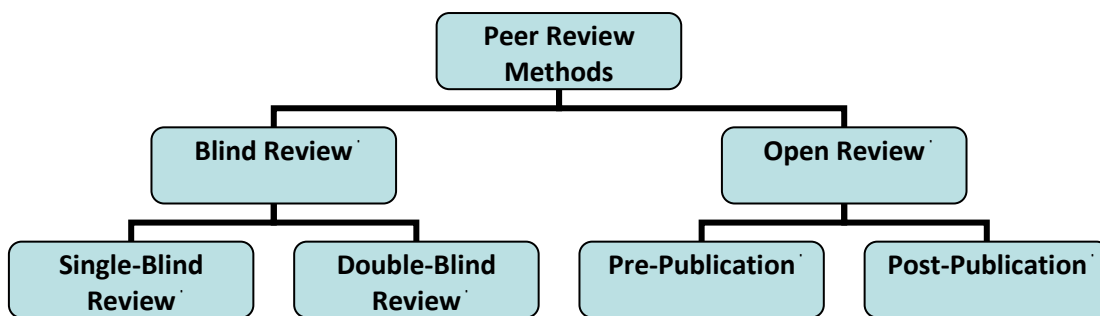 Peer Review
Methods
Blind Review
Open Review
Single-Blind
Review
Double-Blind
Review
Pre-Publication
Post-Publication